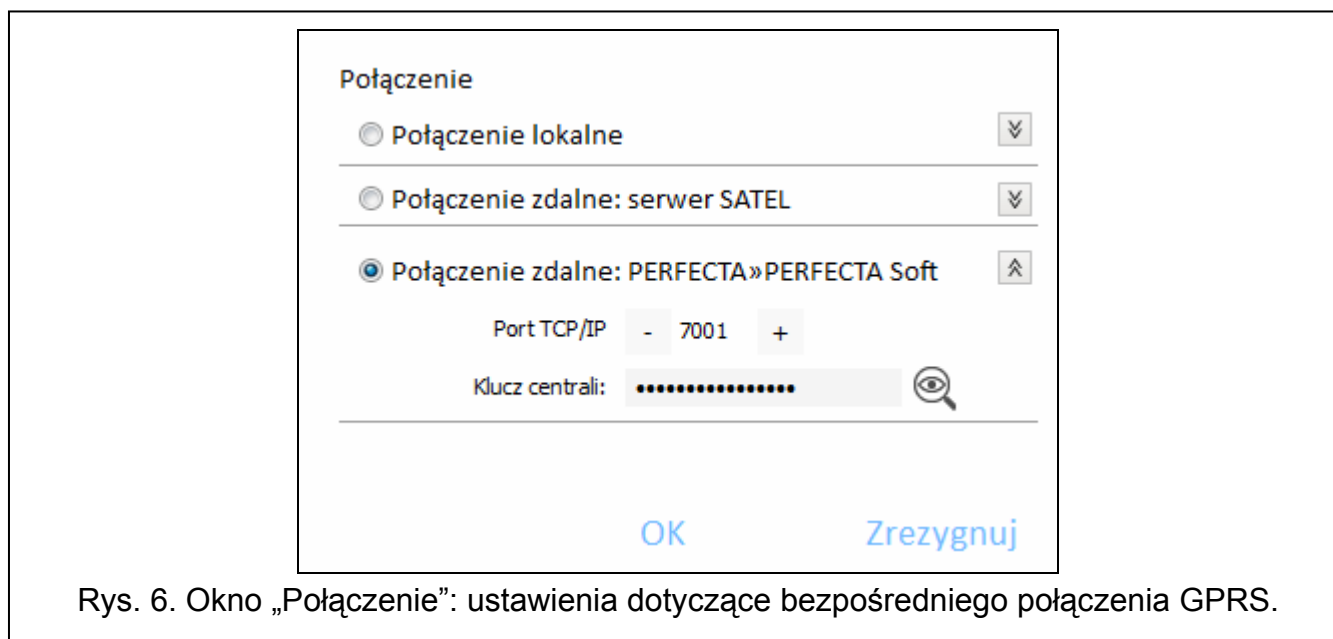 Połączenie
Połączenie lokalne
Połączenie zdalne: serwer SATEL
Połączenie zdalne: PERFECTA»PERFECTA Soft
Port TCP/IP - 7001 +
Klucz centrali: ••••••••••••••••
OK Zrezygnuj
Rys. 6. Okno „Połączenie”: ustawienia dotyczące bezpośredniego połączenia GPRS.